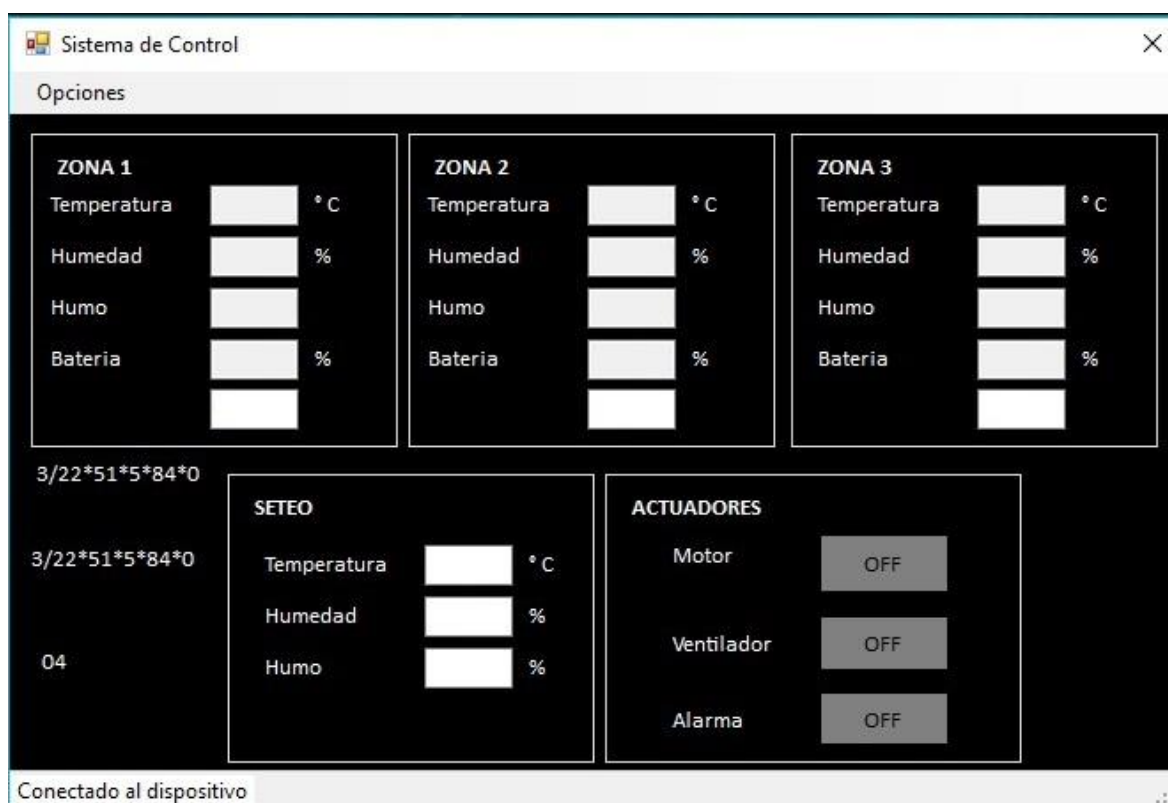 Sistema de Control
Opciones
ZONA 1
Temperatura ° C
Humedad %
Humo
Bateria %
ZONA 2
Temperatura ° C
Humedad %
Humo
Bateria %
ZONA 3
Temperatura ° C
Humedad %
Humo
Bateria %
3/22*51*5*84*0
3/22*51*5*84*0
04
SETEO
Temperatura ° C
Humedad %
Humo %
ACTUADORES
Motor OFF
Ventilador OFF
Alarma OFF
Conectado al dispositivo